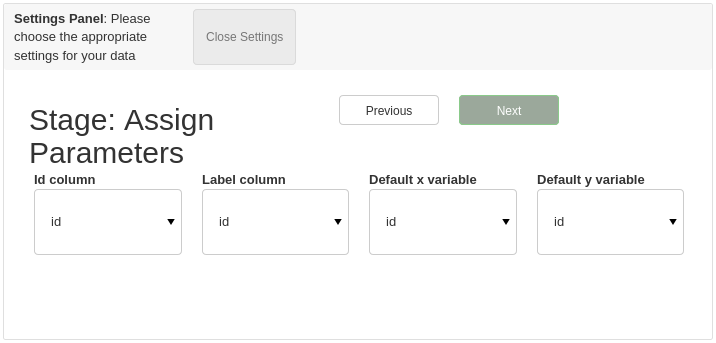 Settings Panel: Please
choose the appropriate
settings for your data
Close Settings
Stage: Assign
Parameters
Previous
Next
Id column
Label column
Default x variable
Default y variable
id
id
id
id